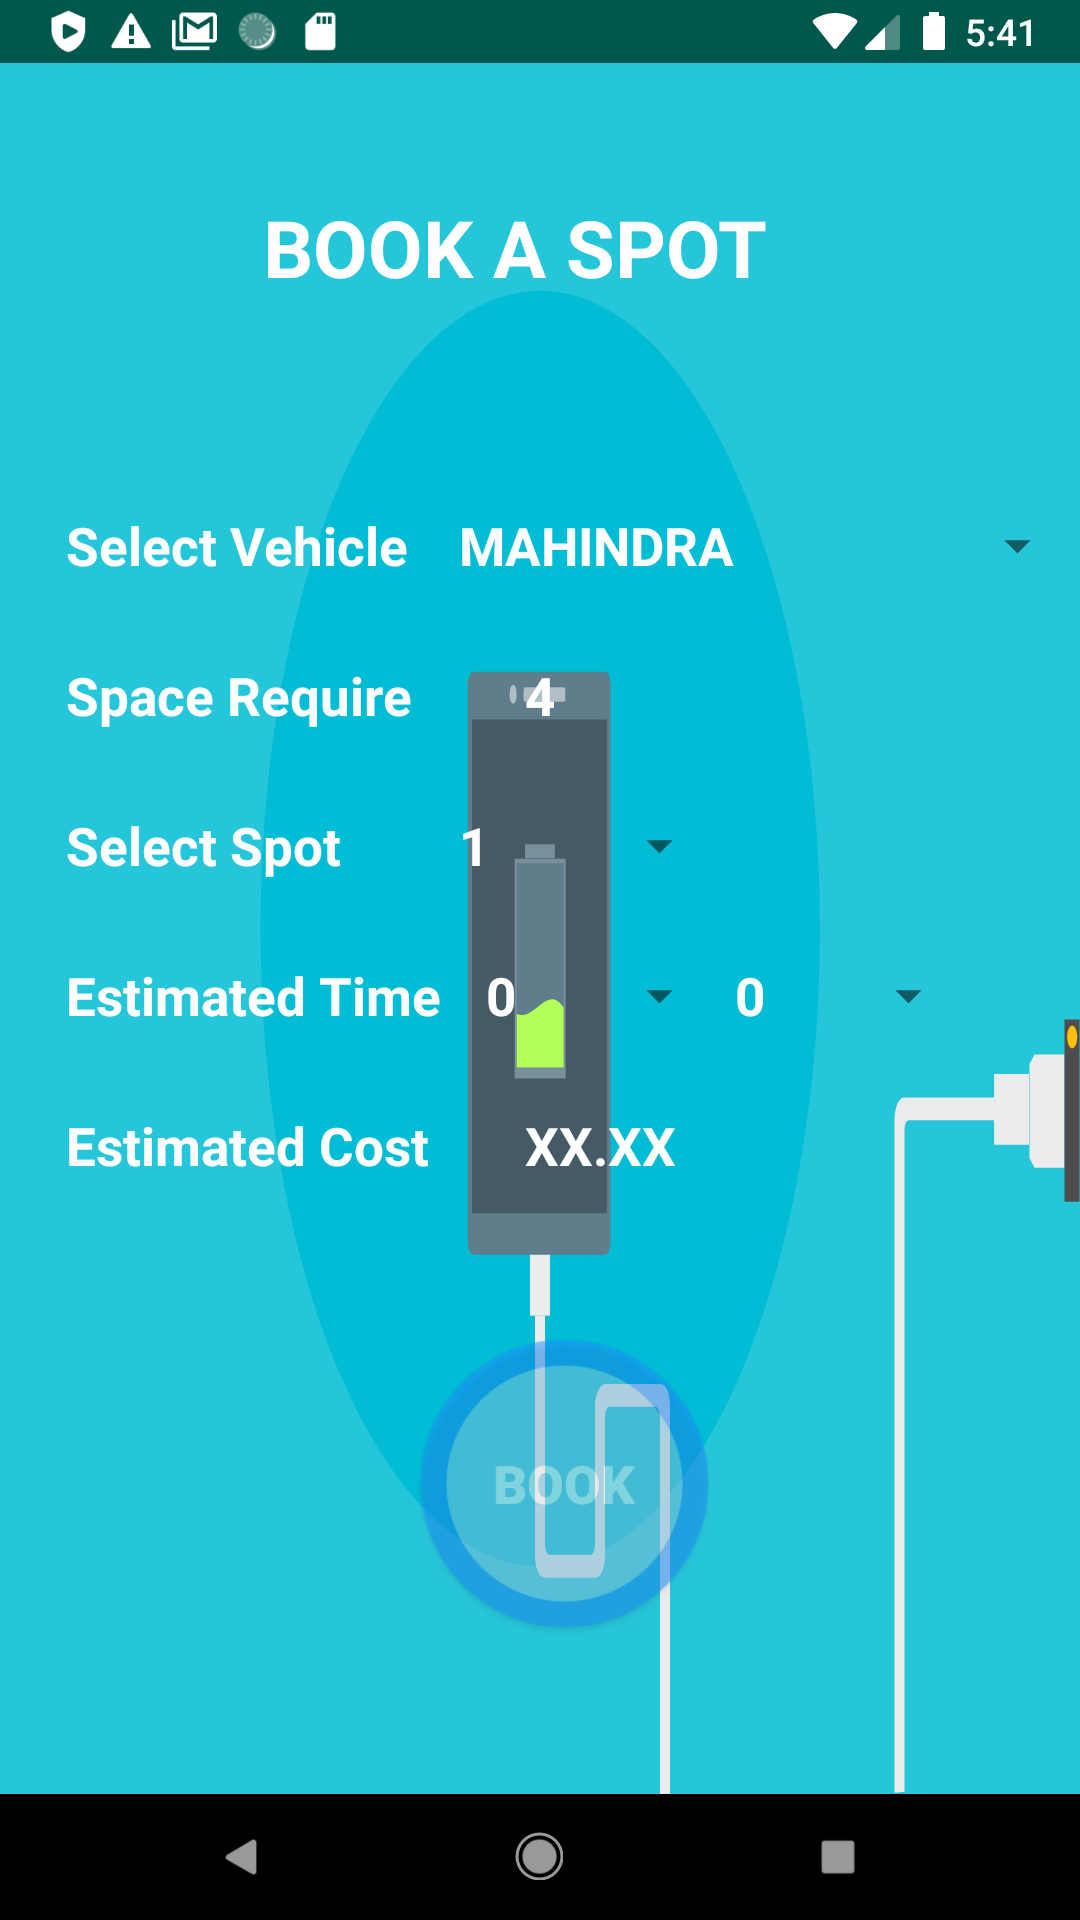 5:41
BOOK A SPOT
Select Vehicle MAHINDRA
Space Require 4
Select Spot 1
Estimated Time 0 0
Estimated Cost XX.XX
BOOK